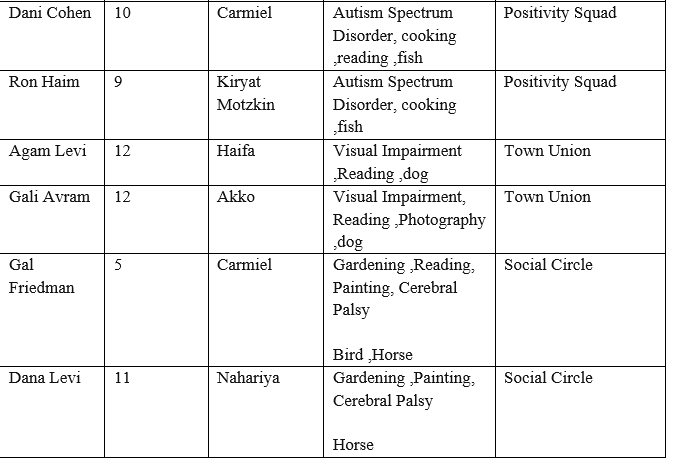 Dani Cohen 10 Carmiel Autism Spectrum Positivity Squad
Disorder, cooking
,reading ,fish
Ron Haim 9 Kiryat Autism Spectrum Positivity Squad
Motzkin Disorder, cooking
,fish
Agam Levi 12 Haifa Visual Impairment Town Union
,Reading ,dog
Gali Avram 12 Akko Visual Impairment, Town Union
Reading ,Photography
,dog
Gal 5 Carmiel Gardening ,Reading, Social Circle
Friedman Painting, Cerebral
Palsy
Bird ,Horse
Dana Levi 11 Nahariya Gardening ,Painting, Social Circle
Cerebral Palsy
Horse